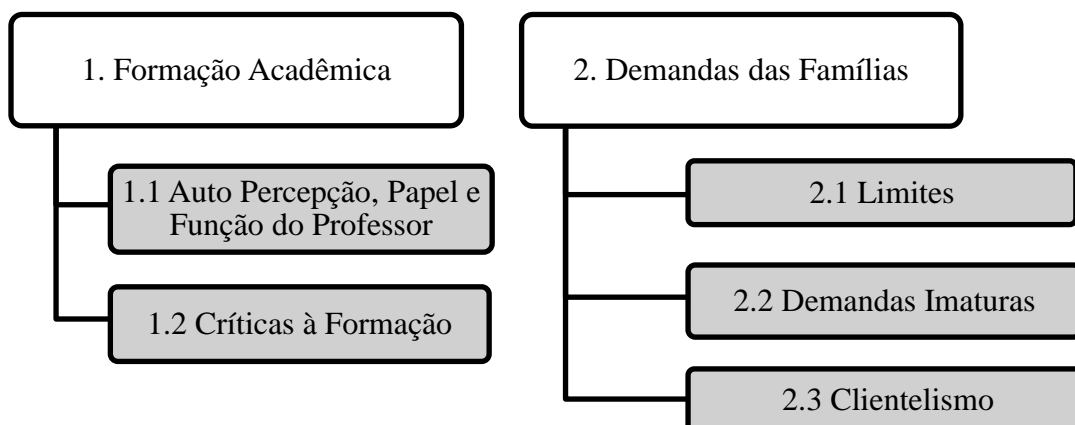 1. Formação Acadêmica
1.1 Auto Percepção, Papel e
Função do Professor
1.2 Críticas à Formação
2. Demandas das Famílias
2.1 Limites
2.2 Demandas Imaturas
2.3 Clientelismo